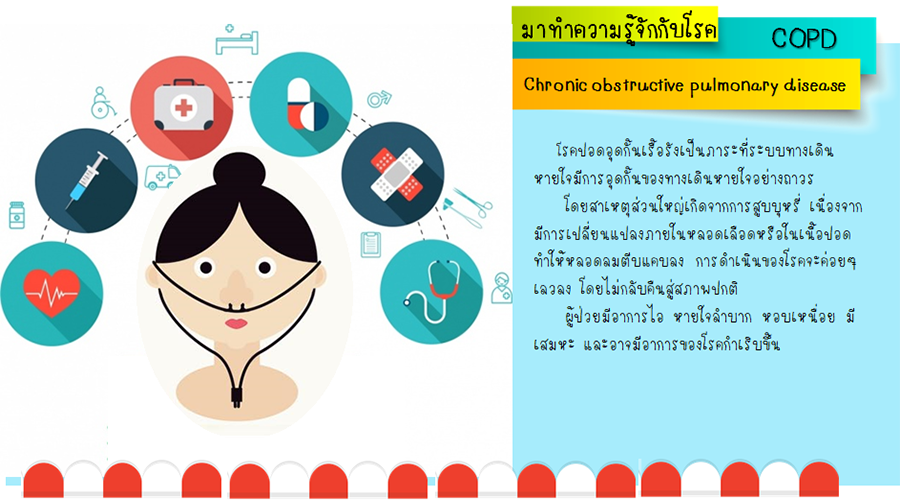 มาทำความรู้จักกับโรค
COPD
Chronic obstructive pulmonary disease
โรคปอดอุดกั้นเรื้อรังเป็นภาระที่ระบบทางเดิน
หายใจมีการอุดกั้นของทางเดินหายใจอย่างถาวร
โดยสาเหตุส่วนใหญ่เกิดจากการสูบบุหรี่ เนื่องจาก
มีการเปลี่ยนแปลงภายในหลอดเลือดหรือในเนื้อปอด
ทำให้หลอดลมตีบแคบลง การดำเนินของโรคจะค่อยๆ
เลวลง โดยไม่กลับคืนสู่สภาพปกติ
ผู้ป่วยมีอาการไอ หายใจลำบาก หอบเหนื่อย มี
เสมหะ และอาจมีอาการของโรคกำเริบขึ้น